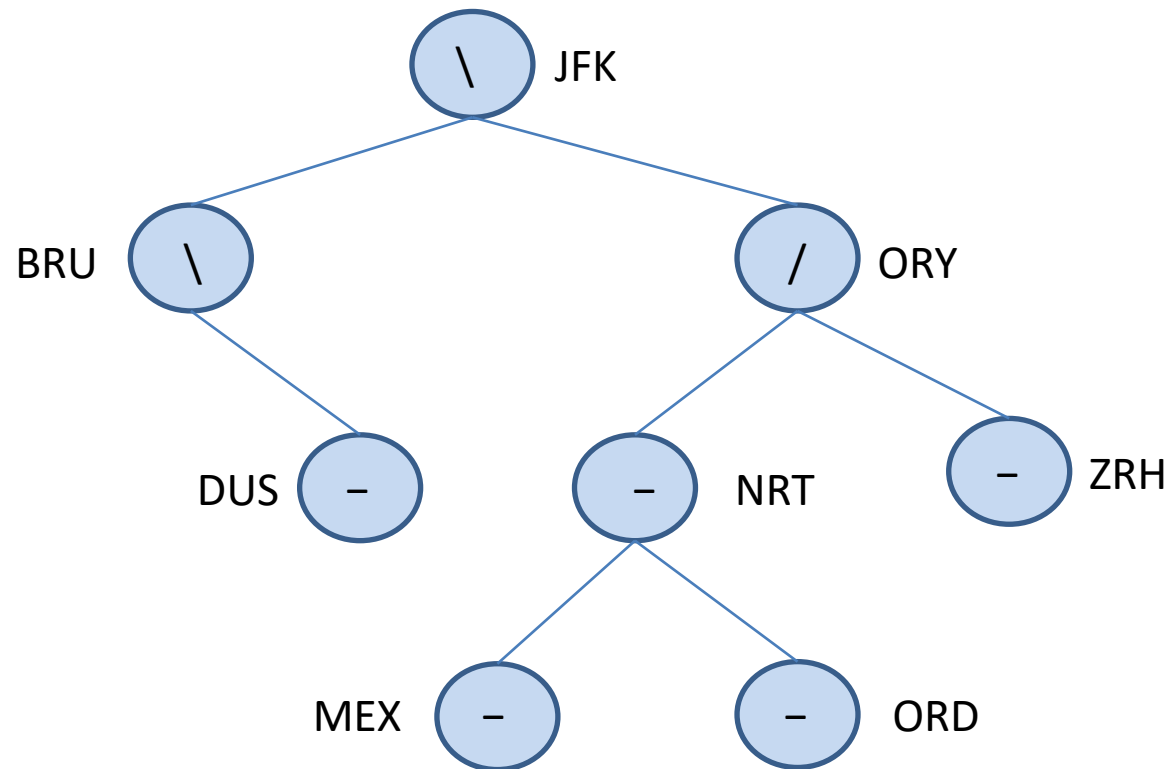 \ JFK
BRU \ / ORY
DUS – – NRT – ZRH
MEX – – ORD